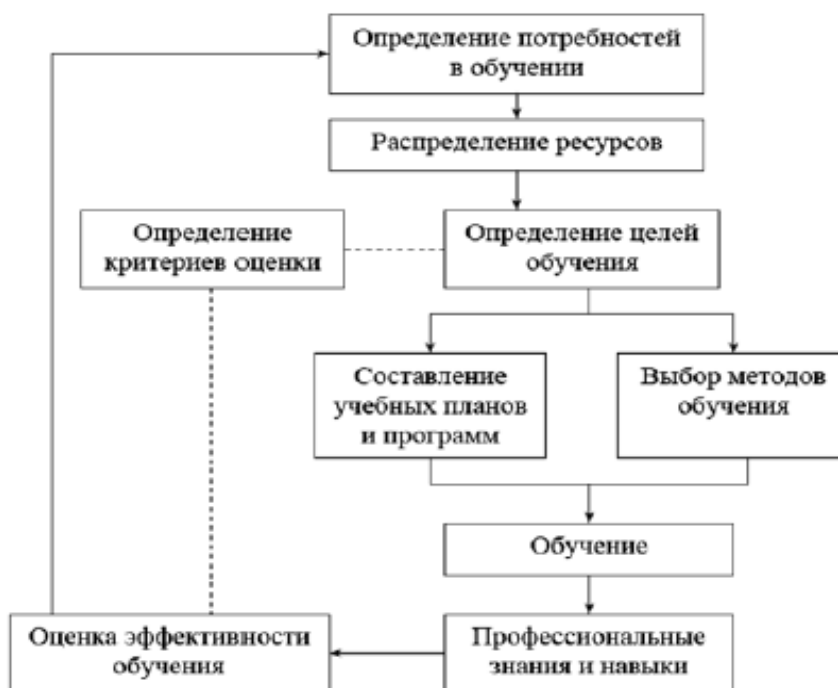 Определение потребностей
в обучении
Распределение ресурсов
Определение
критериев оценки
Определение целей
обучения
Составление
учебных планов
и программ
Выбор методов
обучения
Обучение
Оценка эффективности
обучения
Профессиональные
знания и навыки